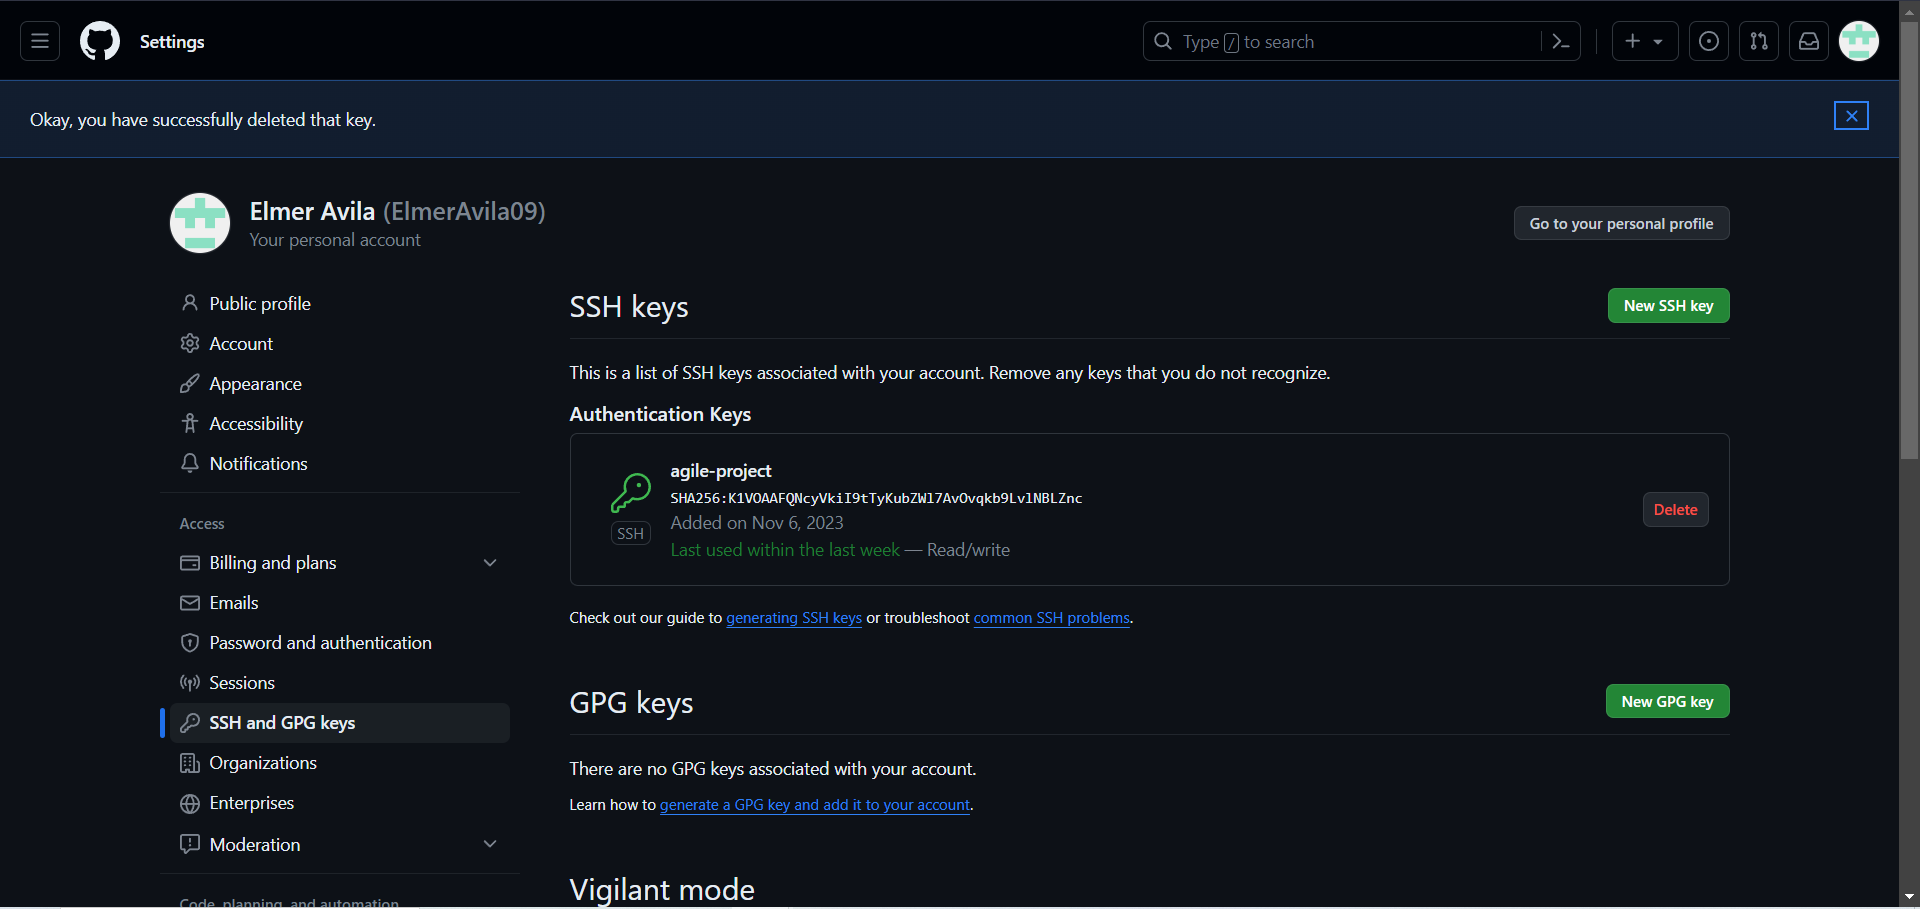 Settings
Type / to search
Okay, you have successfully deleted that key.
Elmer Avila (ElmerAvila09)
Your personal account
Go to your personal profile
Public profile
Account
Appearance
Accessibility
Notifications
Access
Billing and plans
Emails
Password and authentication
Sessions
SSH and GPG keys
Organizations
Enterprises
Moderation
Code, planning, and automation
SSH keys
New SSH key
This is a list of SSH keys associated with your account. Remove any keys that you do not recognize.
Authentication Keys
agile-project
SHA256:K1VOAAFQNcyVkiI9tTyKubZWl7AvOvqkb9LvlNBLZnc
SSH
Added on Nov 6, 2023
Last used within the last week — Read/write
Delete
Check out our guide to generating SSH keys or troubleshoot common SSH problems.
GPG keys
New GPG key
There are no GPG keys associated with your account.
Learn how to generate a GPG key and add it to your account.
Vigilant mode